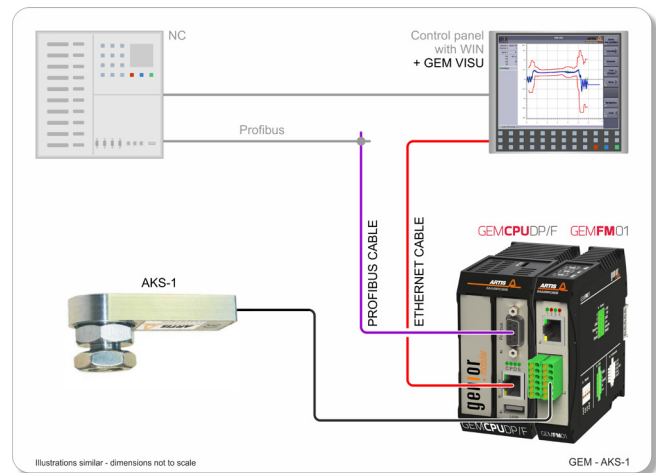 NC
Control panel
with WIN
+ GEM VISU
Profibus
PROFIBUS CABLE
ETHERNET CABLE
GEMCPUDP/F GEMFM01
AKS-1
ARTIS
ARTIS
genior
GEMCPUDP/F
GEMFM01
Illustrations similar - dimensions not to scale
GEM - AKS-1